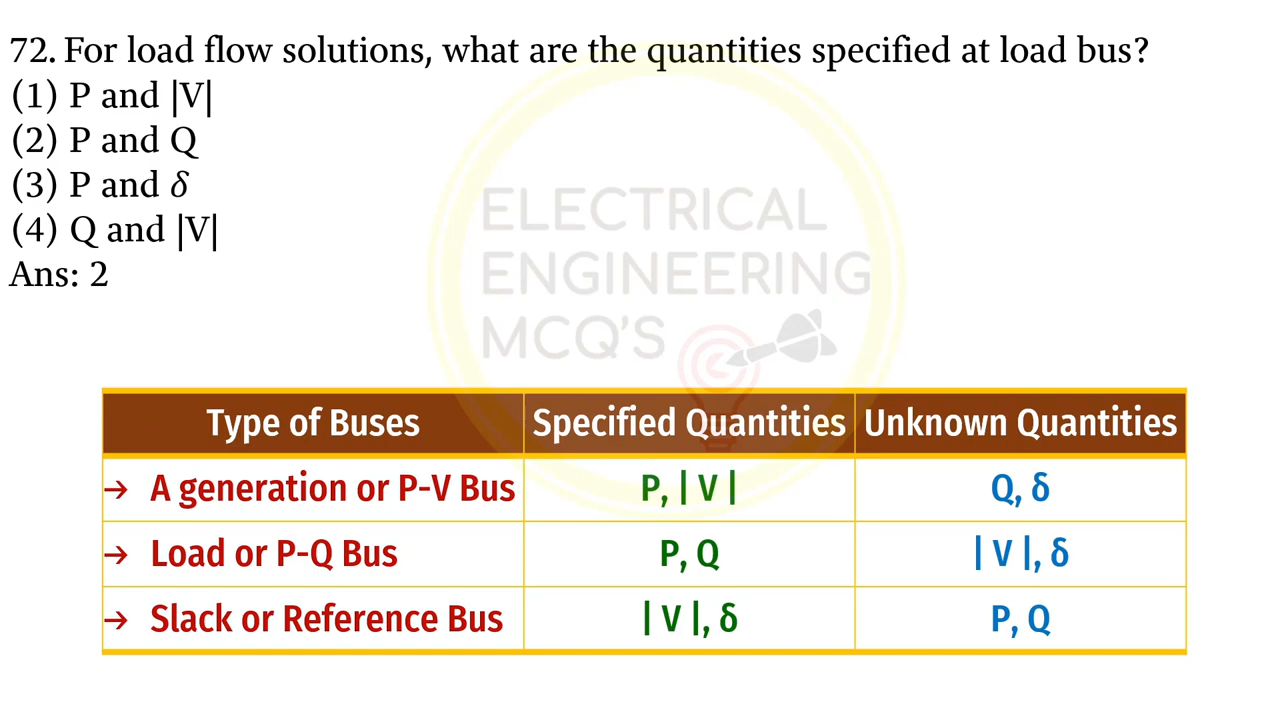 72. For load flow solutions, what are the quantities specified at load bus?
(1) P and |V|
(2) P and Q
(3) P and δ
(4) Q and |V|
Ans: 2
ELECTRICAL
ENGINEERING
MCQ'S
Type of Buses Specified Quantities Unknown Quantities
→ A generation or P-V Bus P, | V | Q, δ
→ Load or P-Q Bus P, Q | V |, δ
→ Slack or Reference Bus | V |, δ P, Q